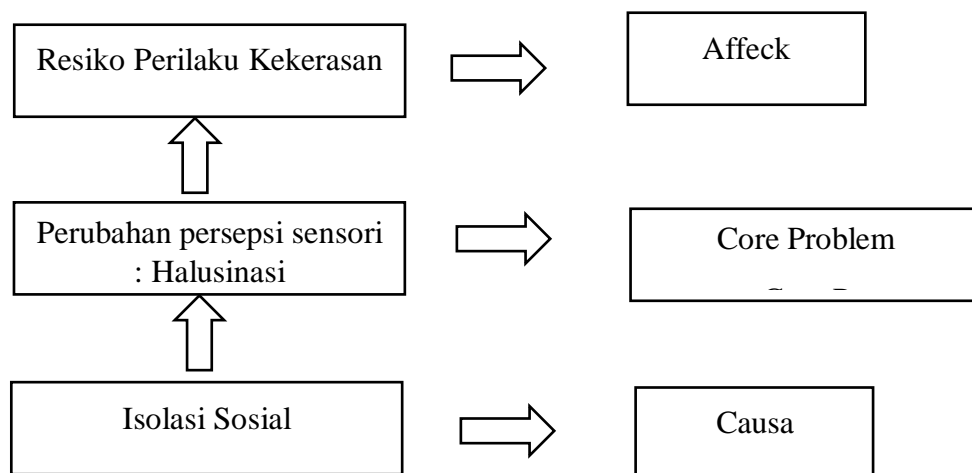 Resiko Perilaku Kekerasan
Affeck
Perubahan persepsi sensori
: Halusinasi
Core Problem
Isolasi Sosial
Causa